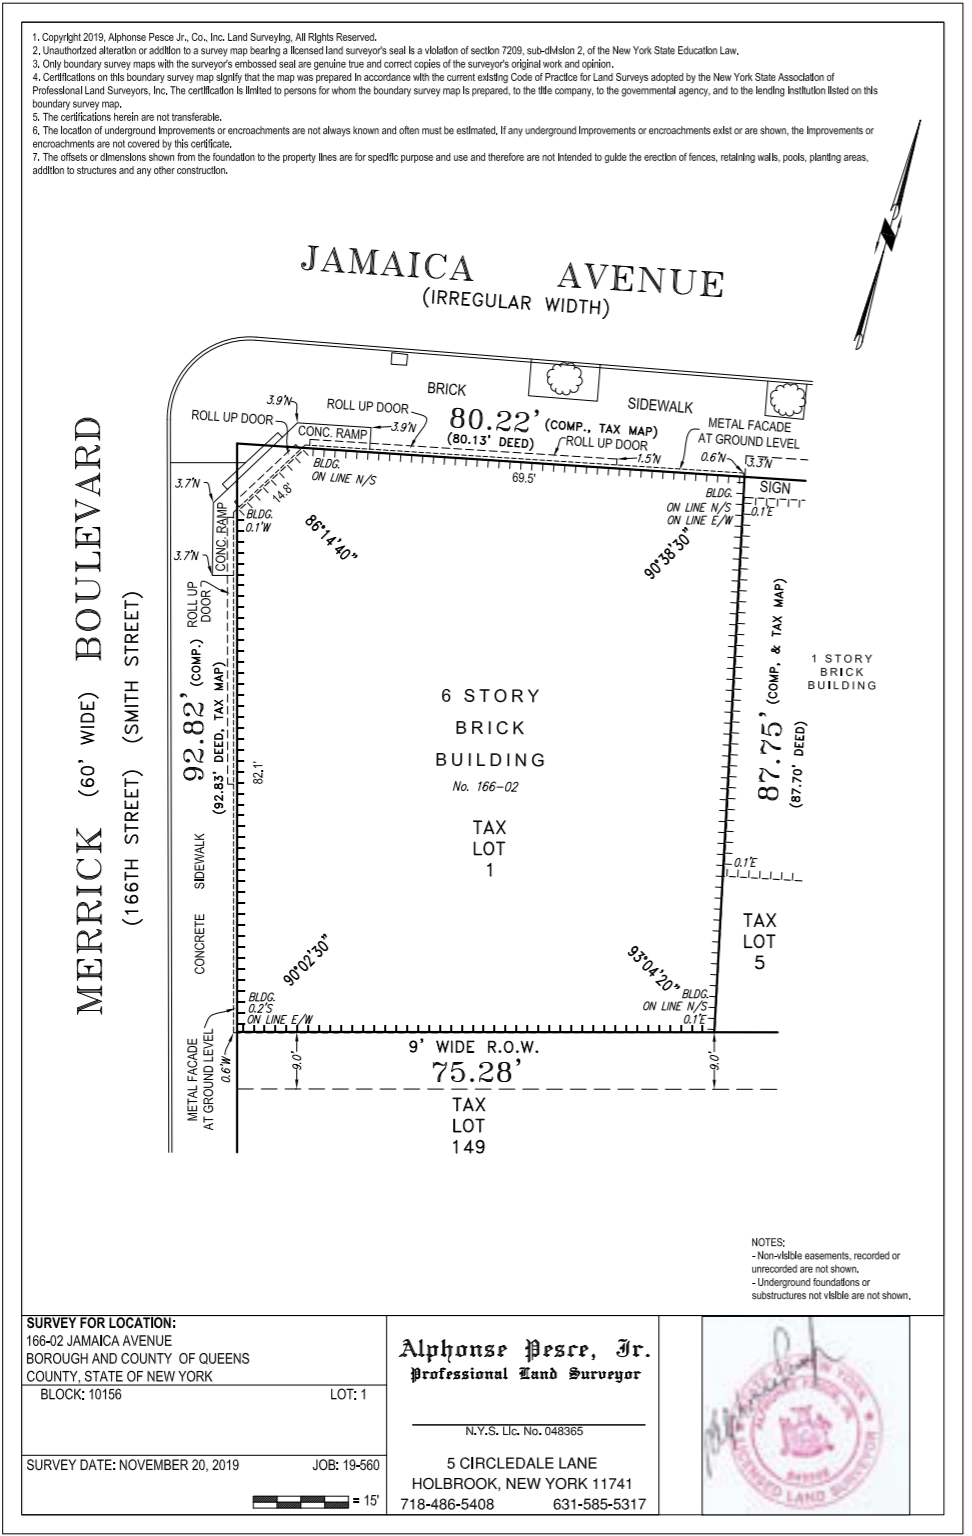 1. Copyright 2019, Alphonse Pesce Jr., Co., Inc. Land Surveying, All Rights Reserved.
2. Unauthorized alteration or addition to a survey map bearing a licensed land surveyor's seal is a violation of section 7209, sub-division 2, of the New York State Education Law.
3. Only boundary survey maps with the surveyor's embossed seal are genuine true and correct copies of the surveyor's original work and opinion.
4. Certifications on this boundary survey map signify that the map was prepared in accordance with the current existing Code of Practice for Land Surveys adopted by the New York State Association of
Professional Land Surveyors, Inc. The certification is limited to persons for whom the boundary survey map is prepared, to the title company, to the governmental agency, and to the lending institution listed on this
boundary survey map.
5. The certifications herein are not transferable.
6. The location of underground improvements or encroachments are not always known and often must be estimated. If any underground improvements or encroachments exist or are shown, the improvements or
encroachments are not covered by this certificate.
7. The offsets or dimensions shown from the foundation to the property lines are for specific purpose and use and therefore are not intended to guide the erection of fences, retaining walls, pools, planting areas,
addition to structures and any other construction.
N
JAMAICA AVENUE
(IRREGULAR WIDTH)
BRICK
SIDEWALK
3.9'N
ROLL UP DOOR
ROLL UP DOOR
80.22' (COMP., TAX MAP)
(80.13' DEED)
METAL FACADE
AT GROUND LEVEL
CONC. RAMP
3.9'N
ROLL UP DOOR
1.5'N
0.6'N
3.3'N
BLDG.
ON LINE N/S
69.5'
SIGN
3.7'N
14.8'
BLDG.
0.1'W
BLDG.
ON LINE N/S
ON LINE E/W
0.1'E
CONC. RAMP
86°14'40"
90°38'30"
3.7'N
ROLL UP
DOOR
MERRICK (60' WIDE) BOULEVARD
(166TH STREET) (SMITH STREET)
92.82' (COMP.)
(92.83' DEED, TAX MAP)
82.1'
6 STORY
BRICK
BUILDING
No. 166-02
TAX
LOT
1
87.75' (COMP, & TAX MAP)
(87.70' DEED)
1 STORY
BRICK
BUILDING
0.1'E
CONCRETE SIDEWALK
TAX
LOT
5
90°02'30"
93°04'20"
BLDG.
0.2'S
ON LINE E/W
BLDG.
ON LINE N/S
0.1'E
METAL FACADE
AT GROUND LEVEL
0.6'W
9.0'
9' WIDE R.O.W.
75.28'
9.0'
TAX
LOT
149
NOTES:
- Non-visible easements, recorded or
unrecorded are not shown.
- Underground foundations or
substructures not visible are not shown.
SURVEY FOR LOCATION:
166-02 JAMAICA AVENUE
BOROUGH AND COUNTY OF QUEENS
COUNTY, STATE OF NEW YORK
BLOCK: 10156 LOT: 1
SURVEY DATE: NOVEMBER 20, 2019 JOB: 19-560
= 15'
Alphonse Pesce, Jr.
Professional Land Surveyor
N.Y.S. Lic. No. 048365
5 CIRCLEDALE LANE
HOLBROOK, NEW YORK 11741
718-486-5408 631-585-5317
LICENSED LAND SURVEYOR